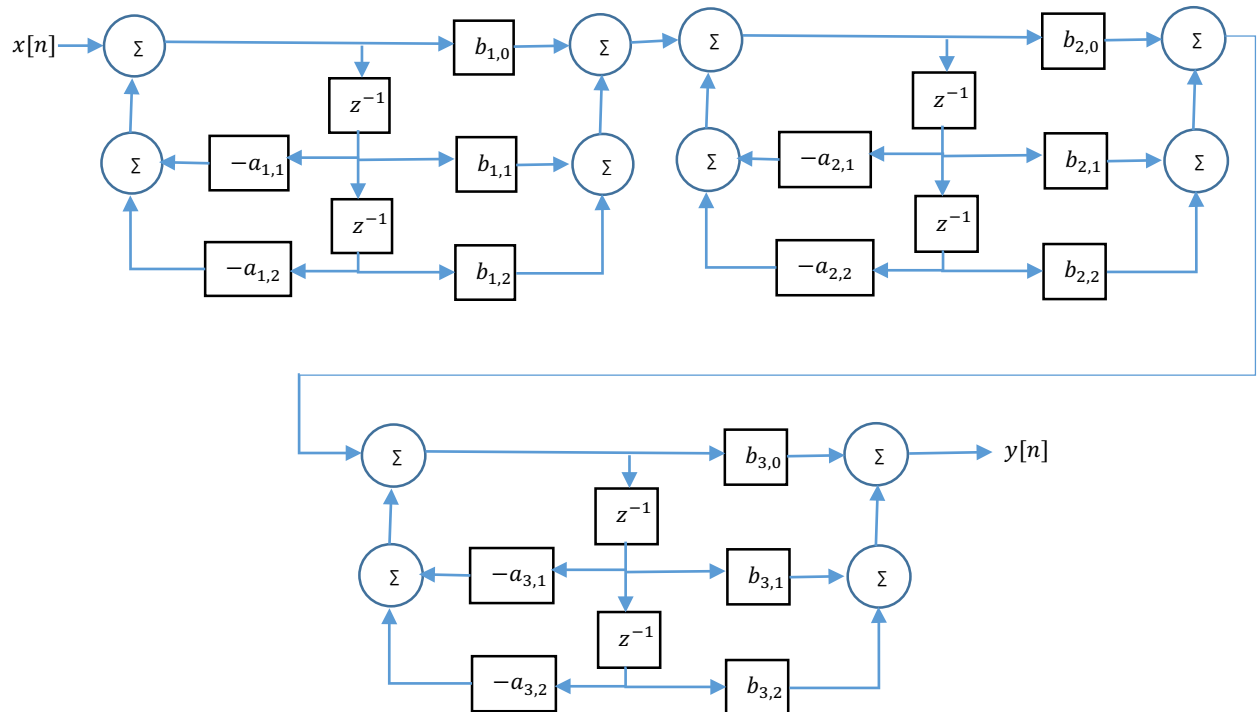 x[n] Σ b₁,₀ Σ Σ b₂,₀ Σ
z⁻¹ z⁻¹
Σ −a₁,₁ b₁,₁ Σ Σ −a₂,₁ b₂,₁ Σ
z⁻¹ z⁻¹
−a₁,₂ b₁,₂ −a₂,₂ b₂,₂
Σ b₃,₀ Σ y[n]
z⁻¹
Σ −a₃,₁ b₃,₁ Σ
z⁻¹
−a₃,₂ b₃,₂